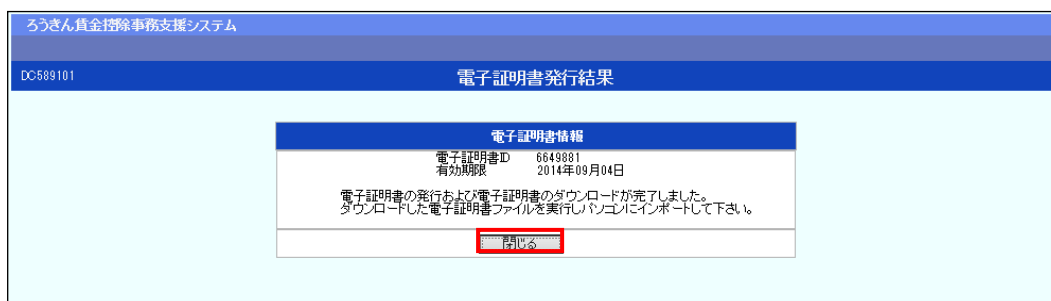 ろうきん賃金控除事務支援システム
DC589101
電子証明書発行結果
電子証明書情報
電子証明書ID 6649881
有効期限 2014年09月04日
電子証明書の発行および電子証明書のダウンロードが完了しました。
ダウンロードした電子証明書ファイルを実行しパソコンにインポートして下さい。
閉じる